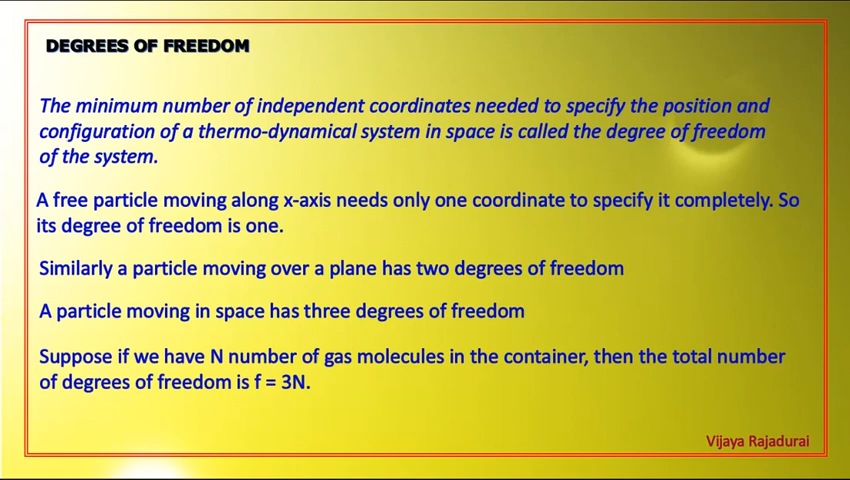 DEGREES OF FREEDOM
The minimum number of independent coordinates needed to specify the position and
configuration of a thermo-dynamical system in space is called the degree of freedom
of the system.
A free particle moving along x-axis needs only one coordinate to specify it completely. So
its degree of freedom is one.
Similarly a particle moving over a plane has two degrees of freedom
A particle moving in space has three degrees of freedom
Suppose if we have N number of gas molecules in the container, then the total number
of degrees of freedom is f = 3N.
Vijaya Rajadurai